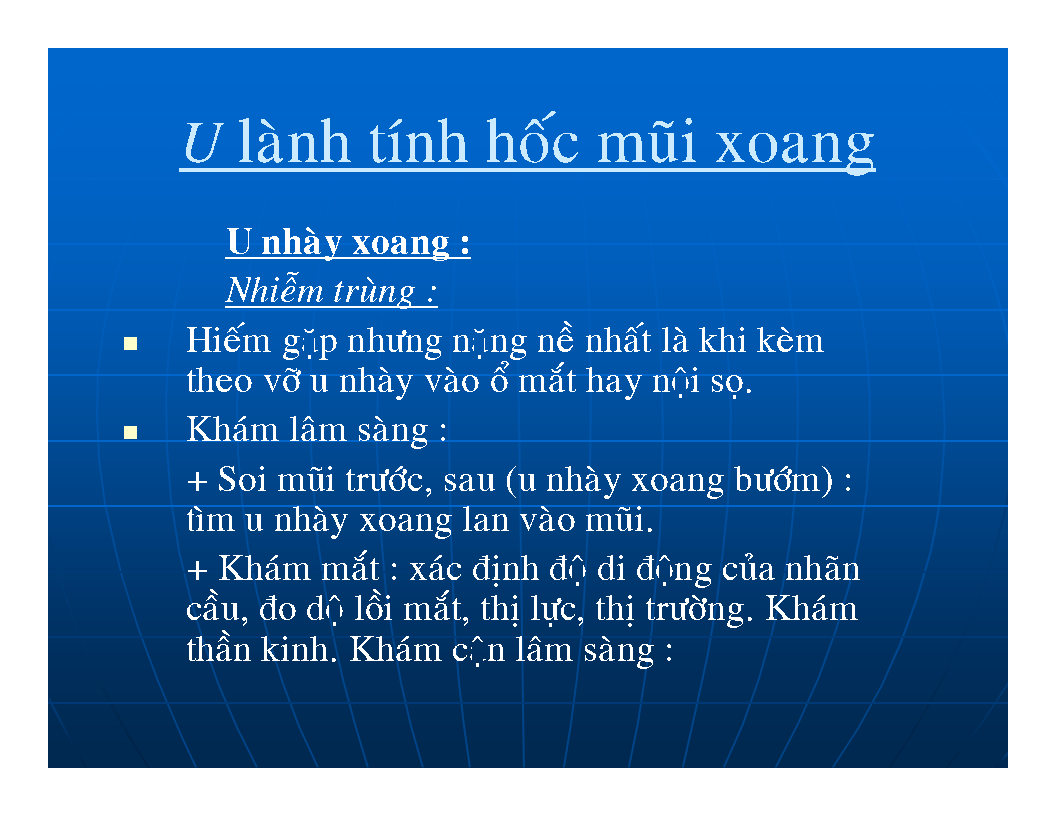 U lành tính hốc mũi xoang
U nhày xoang :
Nhiễm trùng :
Hiếm gặp nhưng nặng nề nhất là khi kèm
theo vỡ u nhày vào ổ mắt hay nội sọ.
Khám lâm sàng :
+ Soi mũi trước, sau (u nhày xoang bướm) :
tìm u nhày xoang lan vào mũi.
+ Khám mắt : xác định độ di động của nhãn
cầu, đo dộ lồi mắt, thị lực, thị trường. Khám
thần kinh. Khám cận lâm sàng :